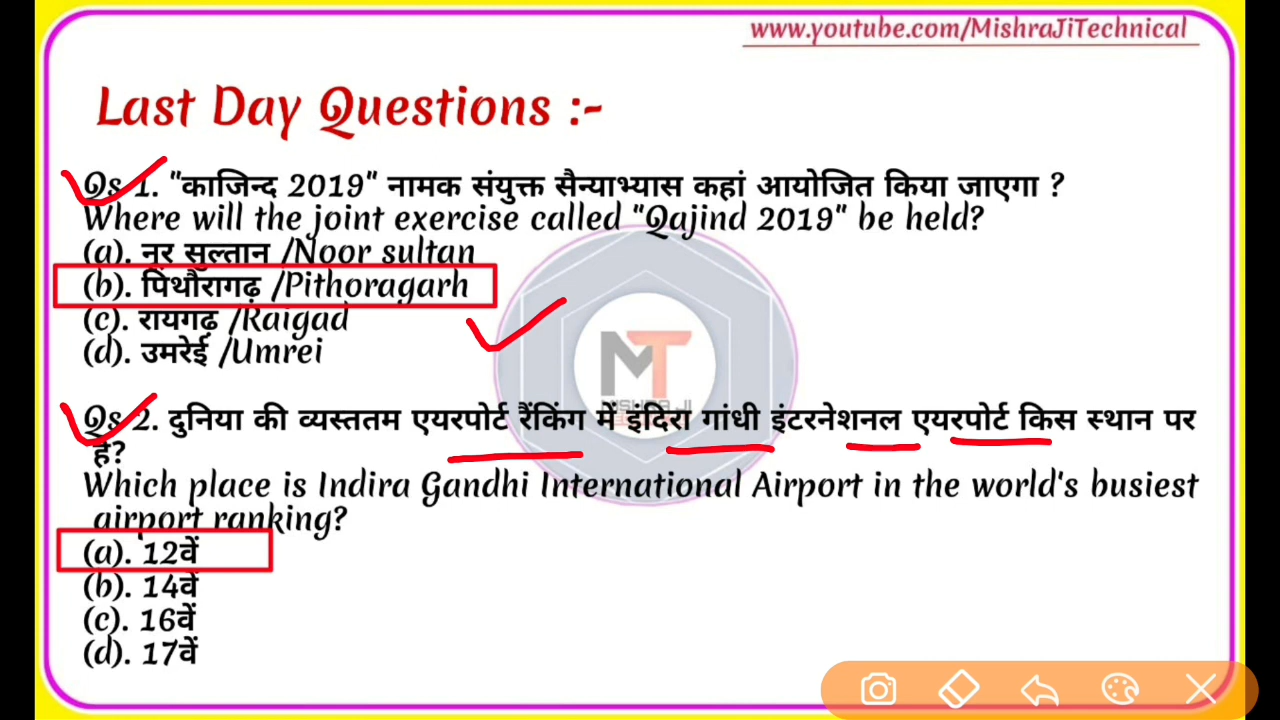 www.youtube.com/MishraJiTechnical
Last Day Questions :-
Qs 1. "काजिन्द 2019" नामक संयुक्त सैन्याभ्यास कहां आयोजित किया जाएगा ?
Where will the joint exercise called "Qajind 2019" be held?
(a). नूर सुल्तान /Noor sultan
(b). पिथौरागढ़ /Pithoragarh
(c). रायगढ़ /Raigad
(d). उमरेई /Umrei
MT
MISHRA JI
Qs 2. दुनिया की व्यस्ततम एयरपोर्ट रैंकिंग में इंदिरा गांधी इंटरनेशनल एयरपोर्ट किस स्थान पर
है?
Which place is Indira Gandhi International Airport in the world's busiest
airport ranking?
(a). 12वें
(b). 14वें
(c). 16वें
(d). 17वें